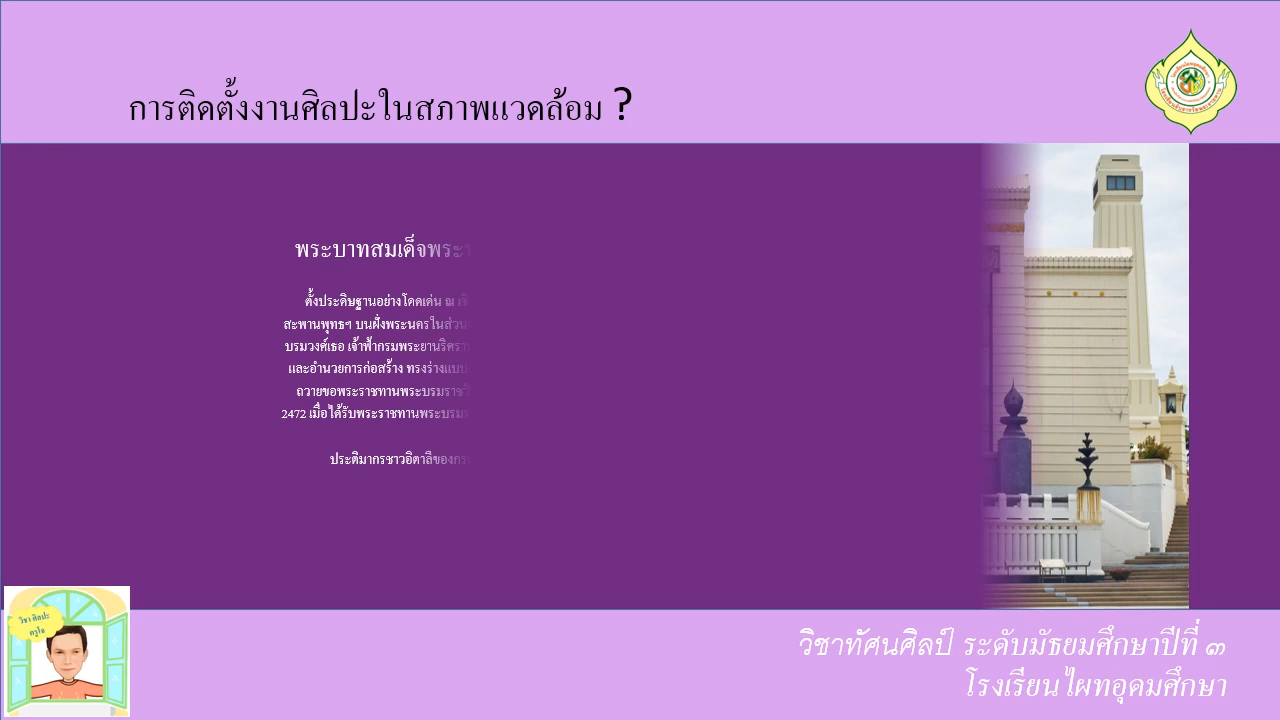 การติดตั้งงานศิลปะในสภาพแวดล้อม ?
พระบาทสมเด็จพระ
ตั้งประดิษฐานอย่างโดดเด่น ณ
สะพานพุทธฯ บนฝั่งพระนครในส่วน
บรมวงศ์เธอ เจ้าฟ้ากรมพระยานริศรา
และอำนวยการก่อสร้าง ทรงร่างแบบ
ถวายขอพระราชทานพระบรมราช
2472 เมื่อได้รับพระราชทานพระบรม
ประติมากรชาวอิตาลีของกรม
วิชา ศิลปะ
ครูโอ
วิชาทัศนศิลป์ ระดับมัธยมศึกษาปีที่ ๓
โรงเรียนไผทอุดมศึกษา